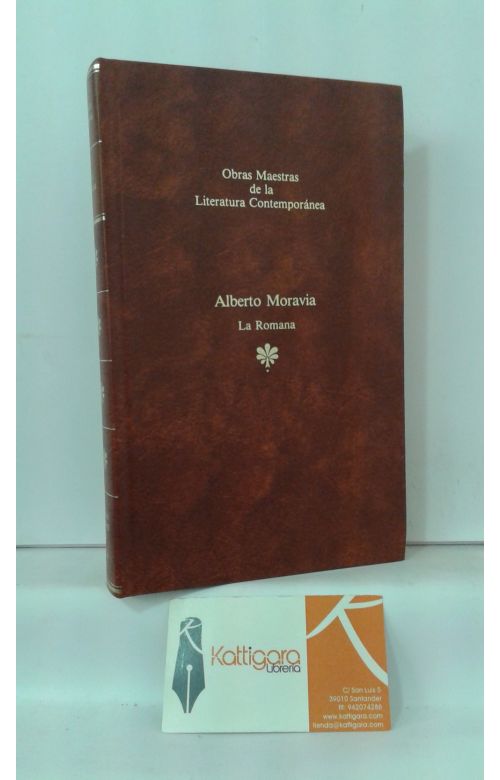 Obras Maestras
de la
Literatura Contemporánea
Alberto Moravia
La Romana
Kattigara
Librería
C/ San Luis 5
39010 Santander
tlf: 942074286
www.kattigara.com
tienda@kattigara.com